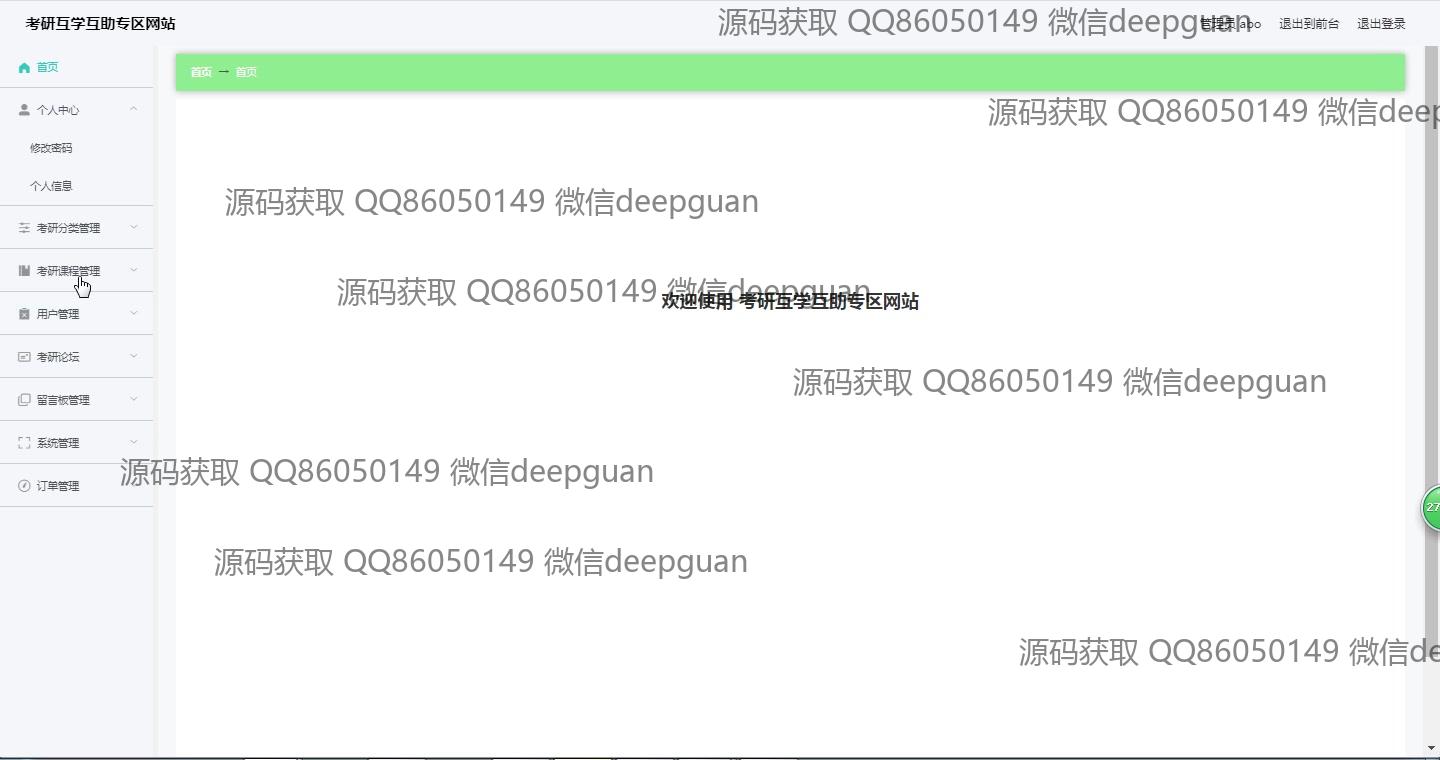 考研互学互助专区网站
源码获取 QQ86050149 微信deepguan
管理员 abo
退出到前台
退出登录
首页
首页 → 首页
源码获取 QQ86050149 微信deep
个人中心
修改密码
个人信息
源码获取 QQ86050149 微信deepguan
考研分类管理
考研课程管理
源码获取 QQ86050149 微信deepguan
欢迎使用 考研互学互助专区网站
用户管理
考研论坛
源码获取 QQ86050149 微信deepguan
留言板管理
系统管理
源码获取 QQ86050149 微信deepguan
订单管理
27
源码获取 QQ86050149 微信deepguan
源码获取 QQ86050149 微信de